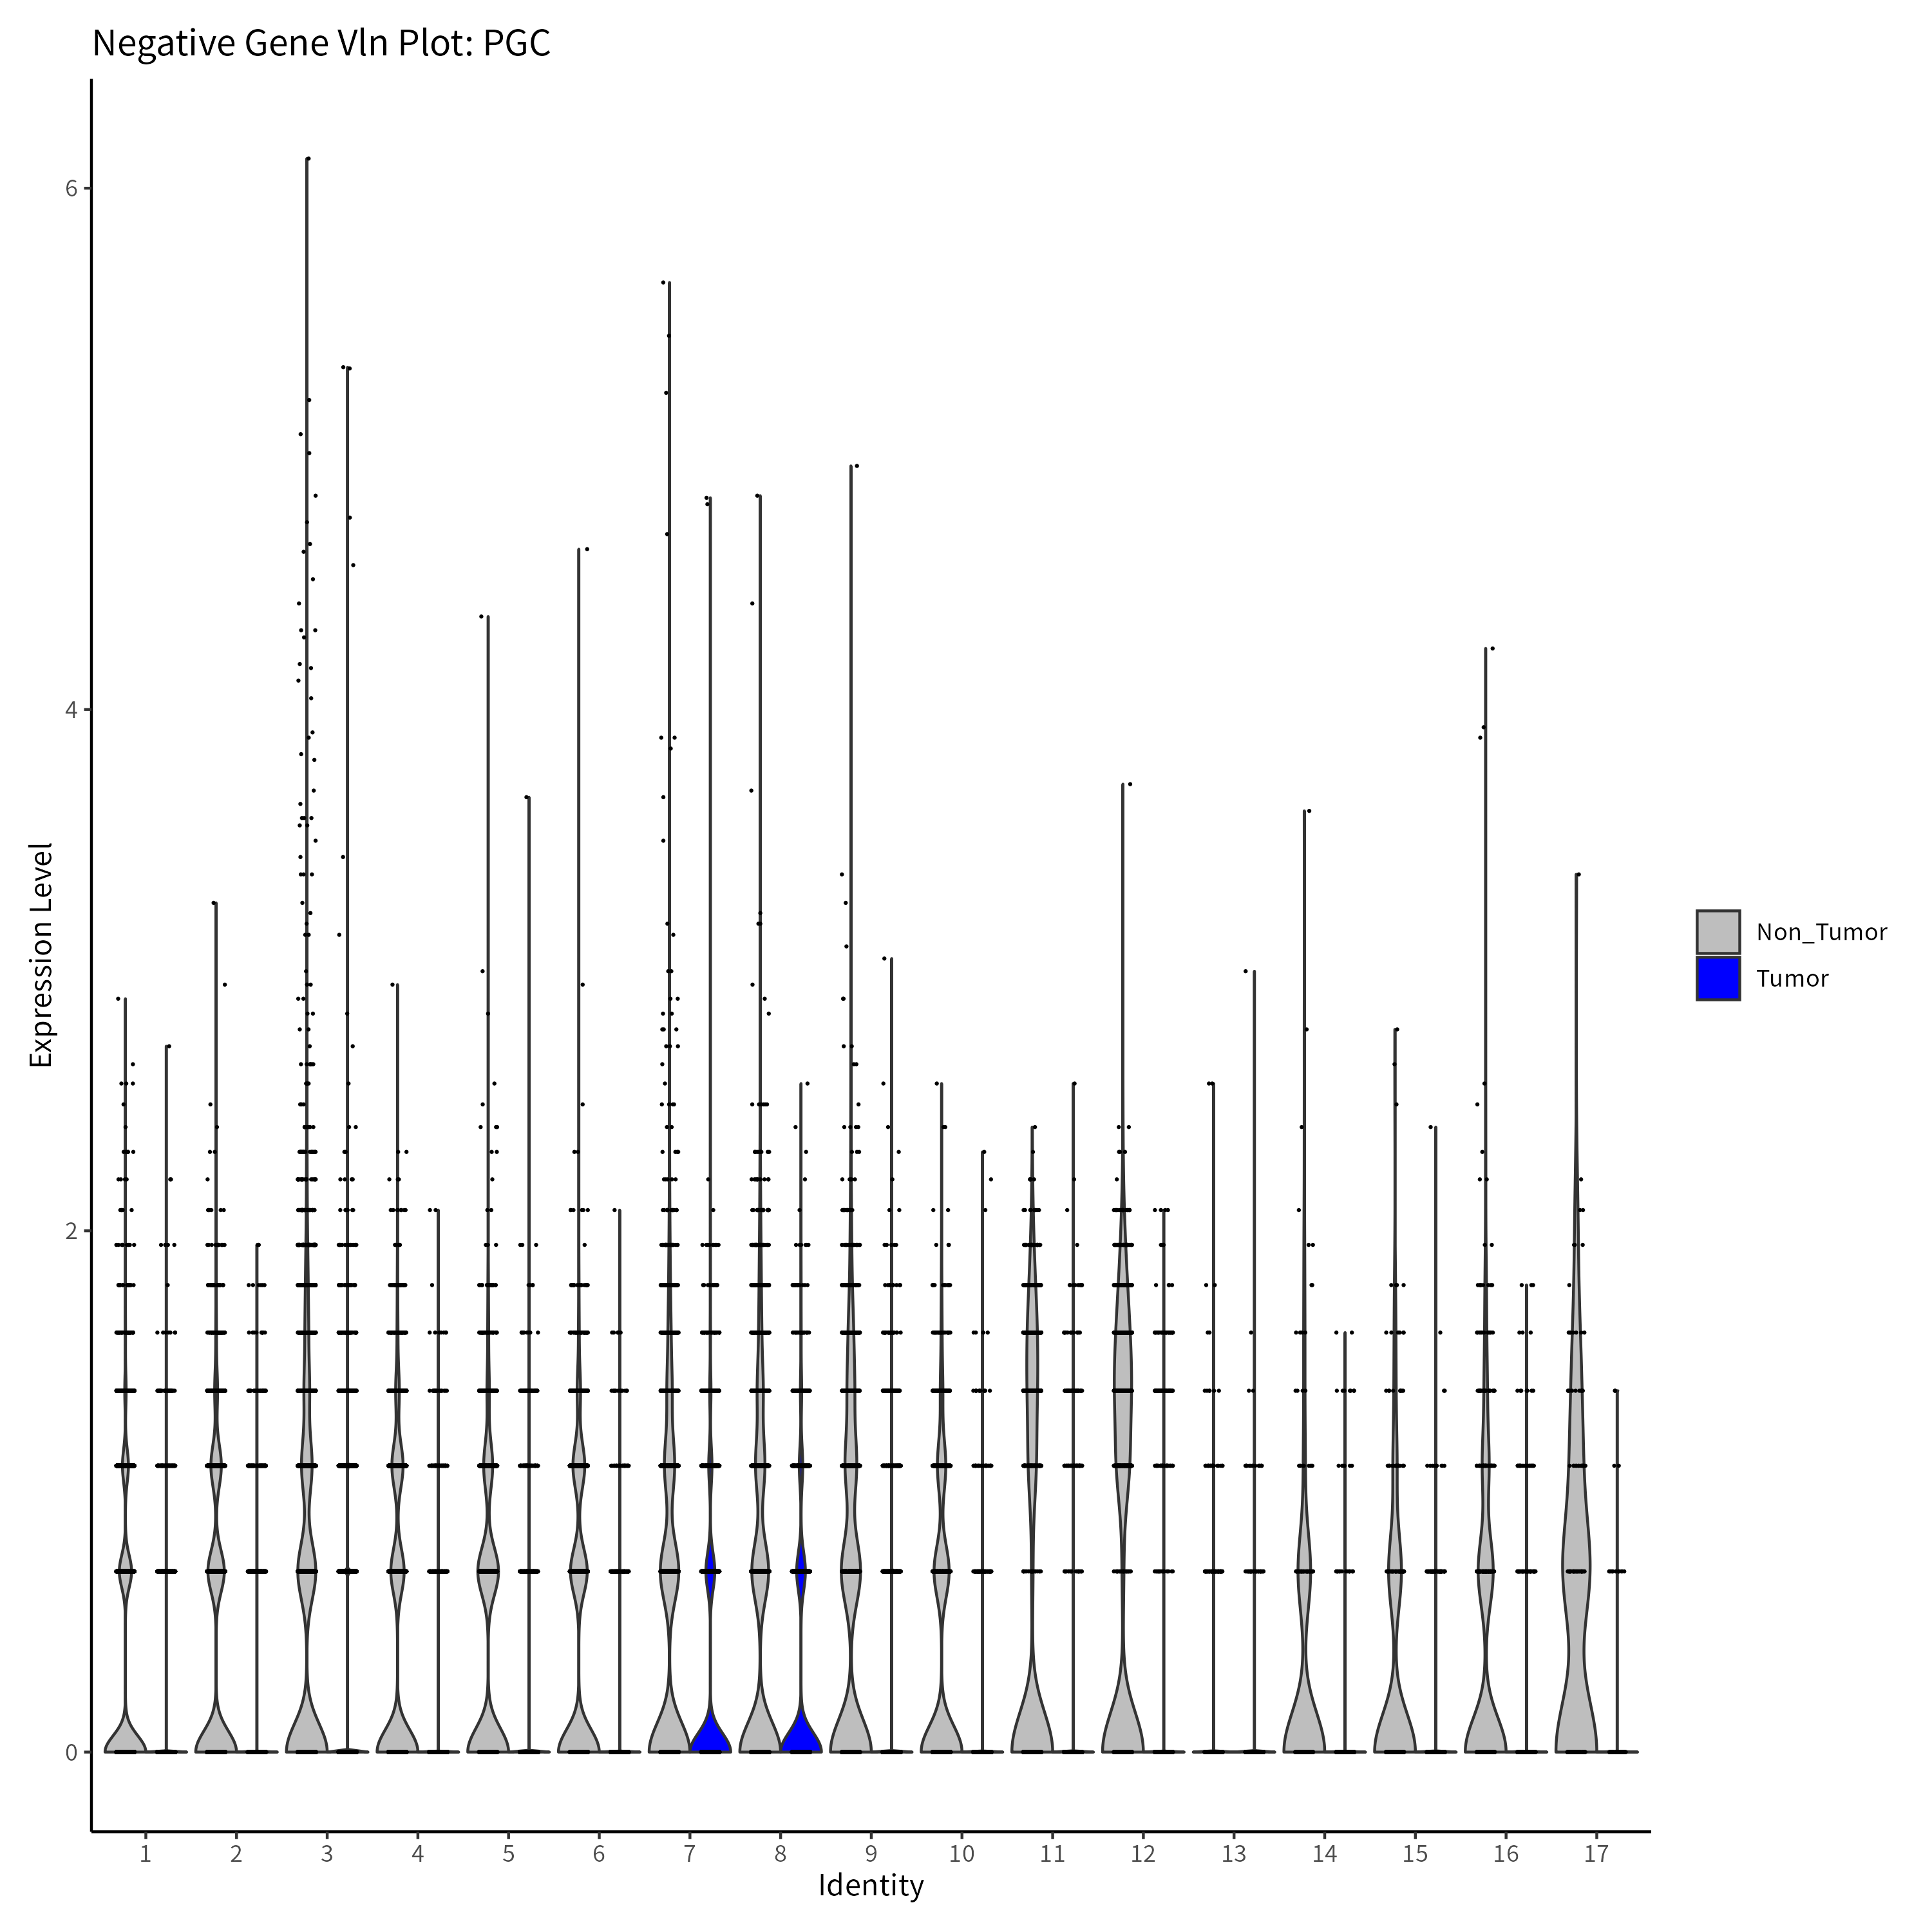 Negative Gene Vln Plot: PGC
6
4
2
0
Expression Level
1 2 3 4 5 6 7 8 9 10 11 12 13 14 15 16 17
Identity
Non_Tumor
Tumor